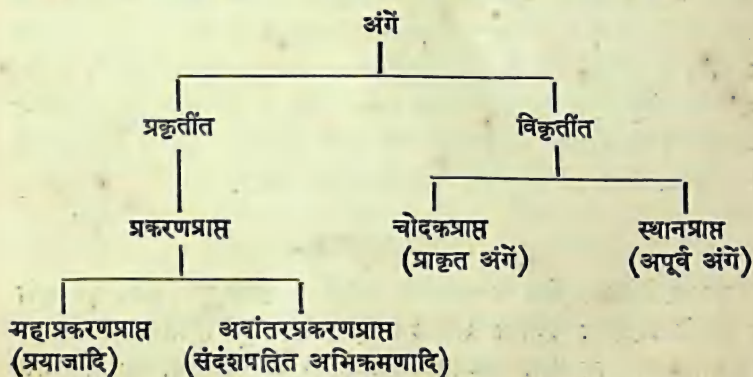 अंगें
प्रकृतींत विकृतींत
प्रकरणप्राप्त चोदकप्राप्त स्थानप्राप्त
(प्राकृत अंगें) (अपूर्व अंगें)
महाप्रकरणप्राप्त अवांतरप्रकरणप्राप्त
(प्रयाजादि) (संदंशपतित अभिक्रमणादि)